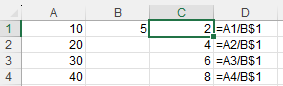 A B C D
1 10 5 2 =A1/B$1
2 20 4 =A2/B$1
3 30 6 =A3/B$1
4 40 8 =A4/B$1